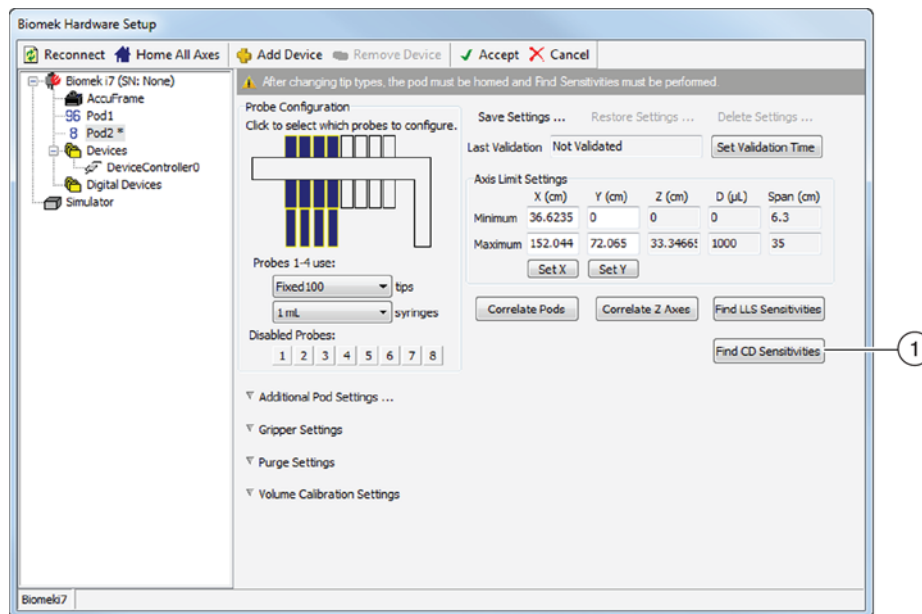 Biomek Hardware Setup
Reconnect Home All Axes Add Device Remove Device Accept Cancel
Biomek i7 (SN: None)
AccuFrame
96 Pod1
8 Pod2 *
Devices
DeviceController0
Digital Devices
Simulator
After changing tip types, the pod must be homed and Find Sensitivities must be performed.
Probe Configuration
Click to select which probes to configure.
Probes 1-4 use:
Fixed100 tips
1 mL syringes
Disabled Probes:
1 2 3 4 5 6 7 8
Save Settings ... Restore Settings ... Delete Settings ...
Last Validation Not Validated Set Validation Time
Axis Limit Settings
X (cm) Y (cm) Z (cm) D (µL) Span (cm)
Minimum 36.6235 0 0 0 6.3
Maximum 152.044 72.065 33.34665 1000 35
Set X Set Y
Correlate Pods Correlate Z Axes Find LLS Sensitivities
Find CD Sensitivities 1
Additional Pod Settings ...
Gripper Settings
Purge Settings
Volume Calibration Settings
Biomeki7